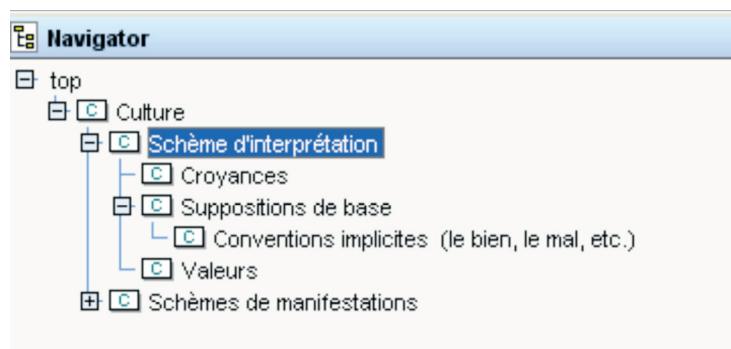 Navigator
top
C Culture
C Schème d'interprétation
C Croyances
C Suppositions de base
C Conventions implicites (le bien, le mal, etc.)
C Valeurs
C Schèmes de manifestations